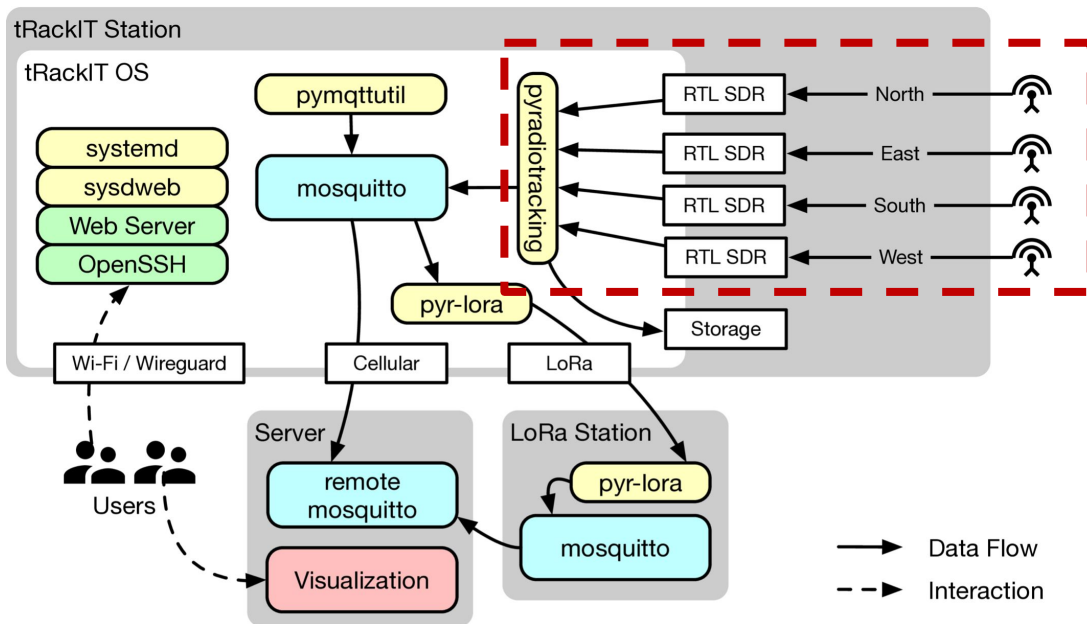 tRackIT Station
tRackIT OS
pymqttutil
pyradiotracking
RTL SDR
North
systemd
RTL SDR
East
sysdweb
mosquitto
RTL SDR
South
Web Server
RTL SDR
West
OpenSSH
pyr-lora
Storage
Wi-Fi / Wireguard
Cellular
LoRa
Server
LoRa Station
remote
mosquitto
pyr-lora
Users
mosquitto
Visualization
Data Flow
Interaction